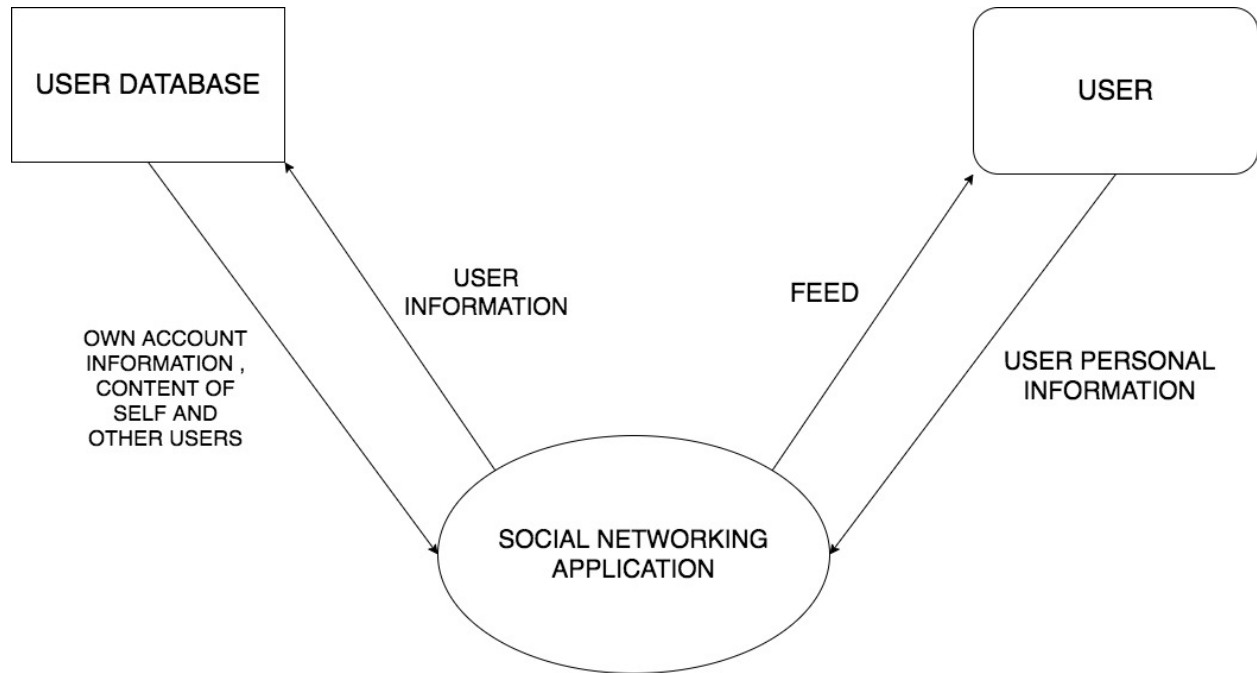 USER DATABASE
USER
USER
INFORMATION
FEED
OWN ACCOUNT
INFORMATION ,
CONTENT OF
SELF AND
OTHER USERS
USER PERSONAL
INFORMATION
SOCIAL NETWORKING
APPLICATION